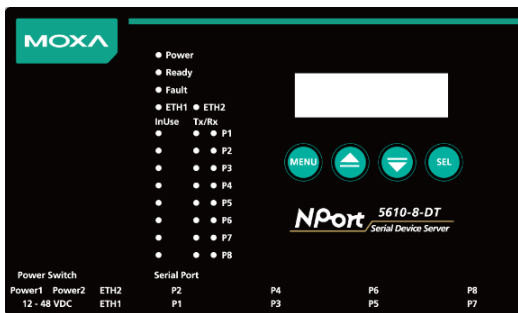 MOXA
Power
Ready
Fault
ETH1 ETH2
InUse Tx/Rx
P1
P2
P3
P4
P5
P6
P7
P8
MENU SEL
NPort 5610-8-DT
Serial Device Server
Power Switch Serial Port
Power1 Power2 ETH2 P2 P4 P6 P8
12 - 48 VDC ETH1 P1 P3 P5 P7